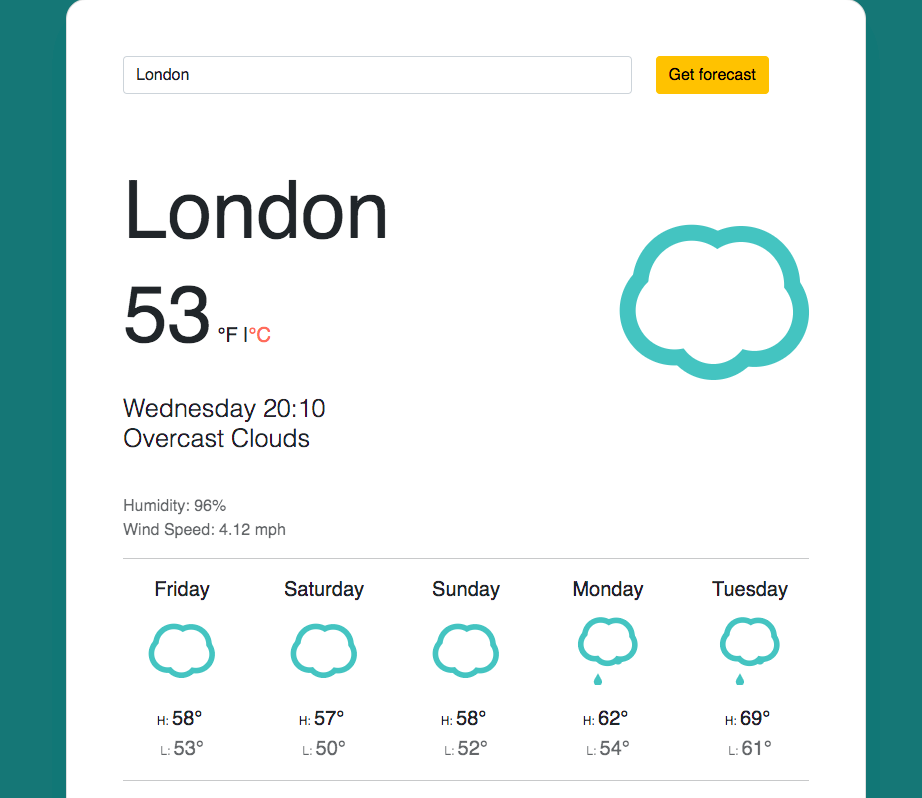 London
Get forecast
London
53 °F |°C
Wednesday 20:10
Overcast Clouds
Humidity: 96%
Wind Speed: 4.12 mph
Friday Saturday Sunday Monday Tuesday
H: 58° H: 57° H: 58° H: 62° H: 69°
L: 53° L: 50° L: 52° L: 54° L: 61°